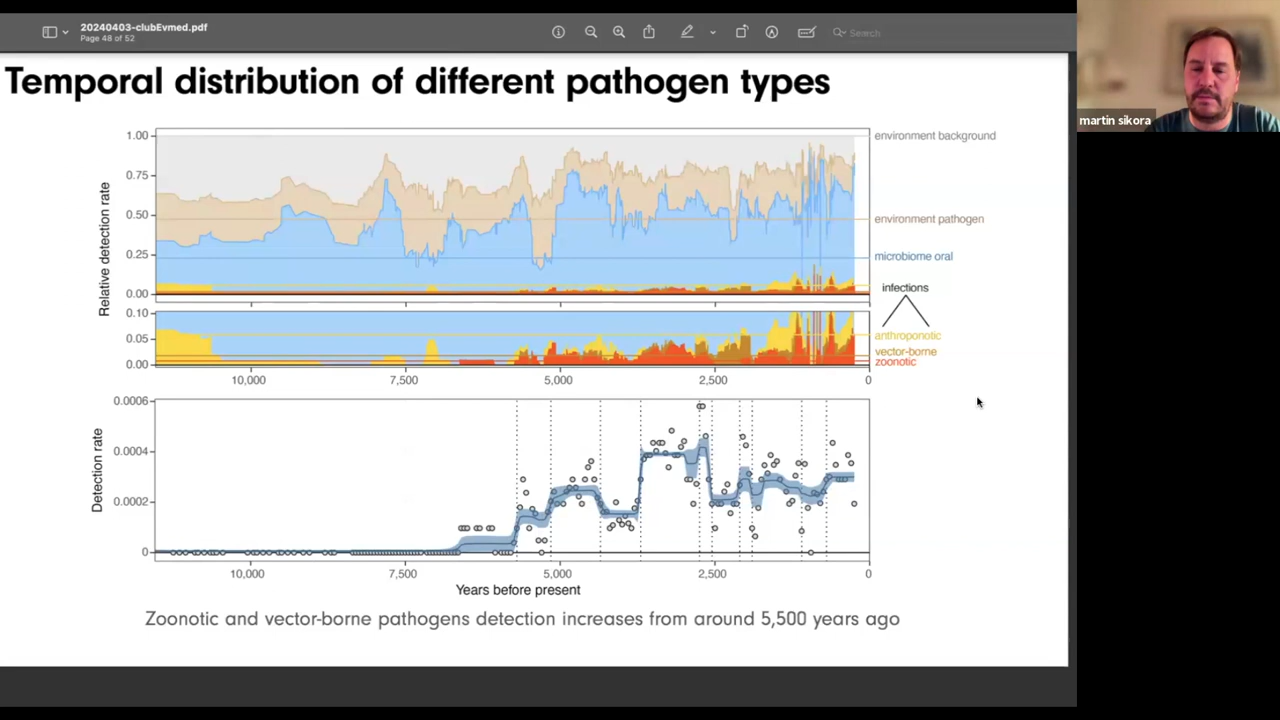 20240403-clubEvmed.pdf
Page 48 of 52
Search
martin sikora
Temporal distribution of different pathogen types
Relative detection rate
1.00
0.75
0.50
0.25
0.00
environment background
environment pathogen
microbiome oral
infections
0.10
0.05
0.00
anthroponotic
vector-borne
zoonotic
10,000 7,500 5,000 2,500 0
Detection rate
0.0006
0.0004
0.0002
0
10,000 7,500 5,000 2,500 0
Years before present
Zoonotic and vector-borne pathogens detection increases from around 5,500 years ago